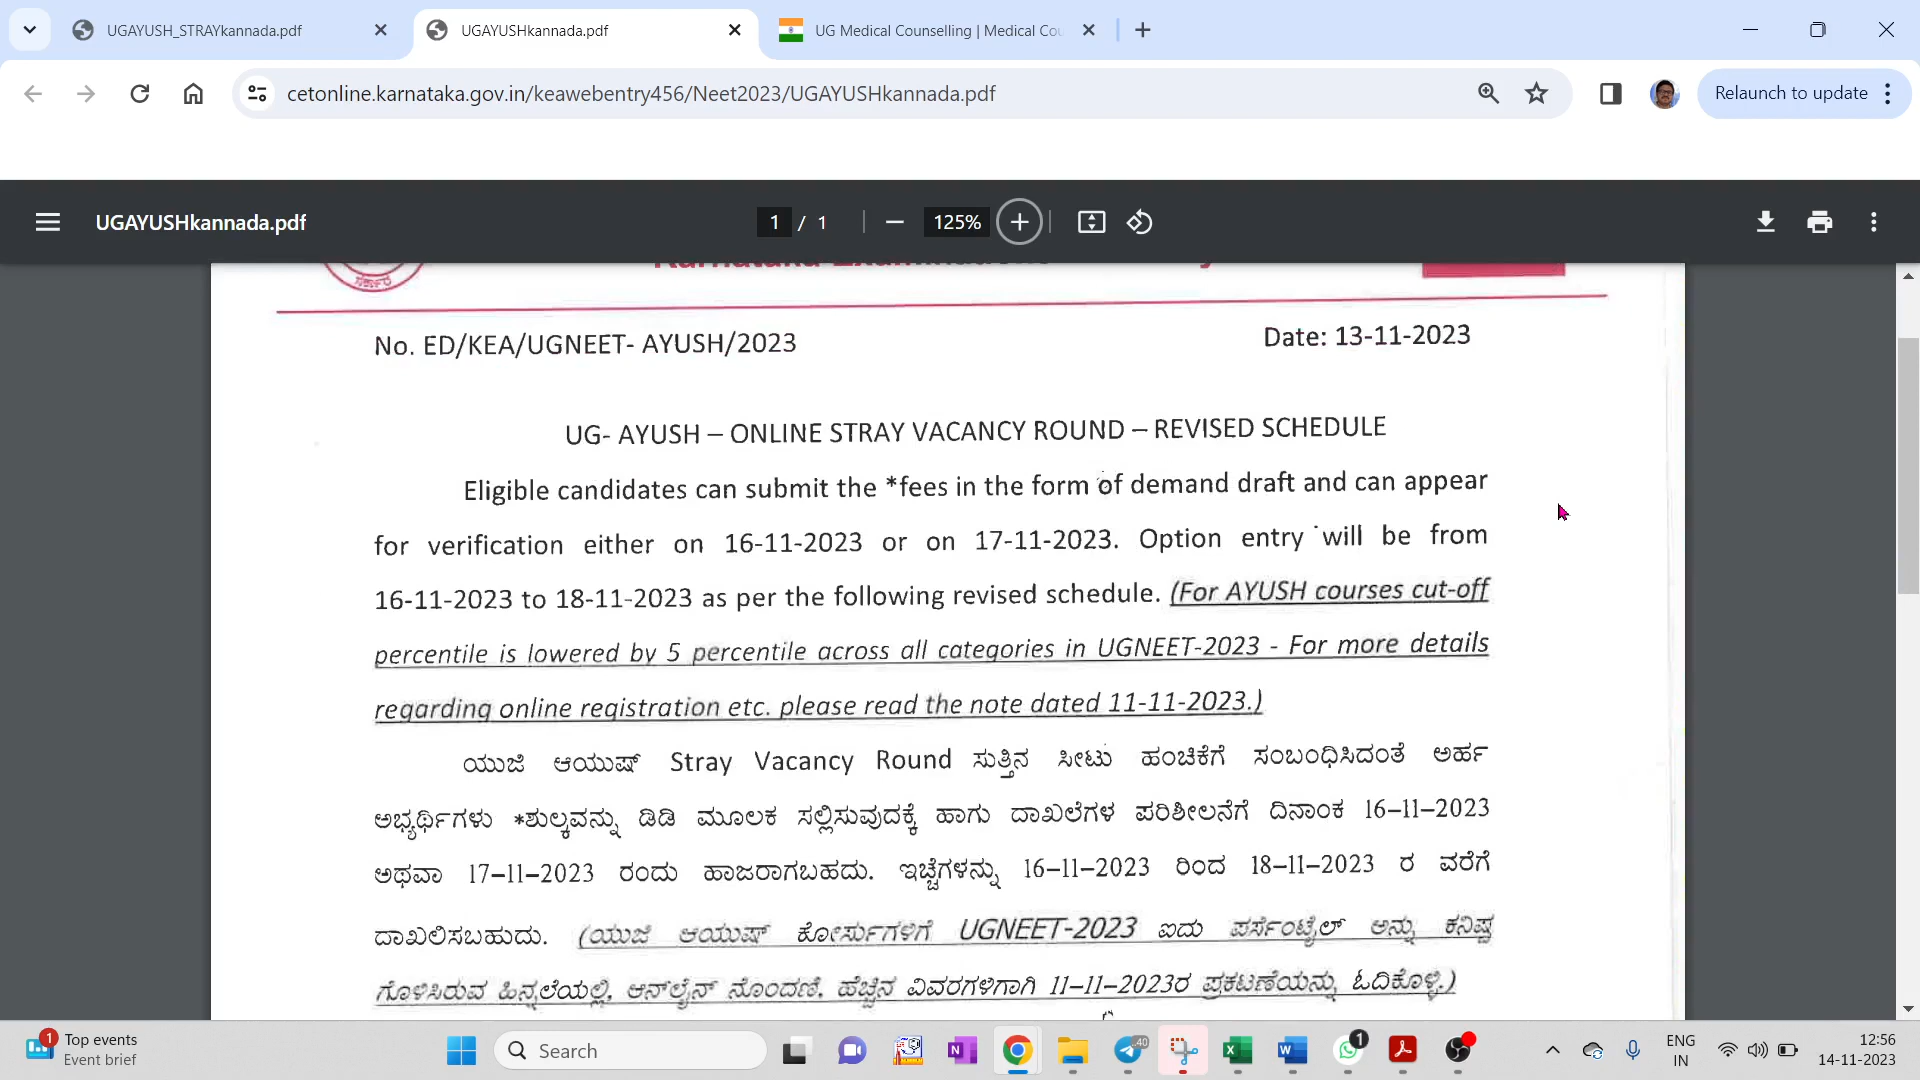 UGAYUSH_STRAYkannada.pdf
UGAYUSHkannada.pdf
UG Medical Counselling | Medical Cou
cetonline.karnataka.gov.in/keawebentry456/Neet2023/UGAYUSHkannada.pdf
Relaunch to update
UGAYUSHkannada.pdf
1 / 1
125%
No. ED/KEA/UGNEET- AYUSH/2023
Date: 13-11-2023
UG- AYUSH – ONLINE STRAY VACANCY ROUND – REVISED SCHEDULE
Eligible candidates can submit the *fees in the form of demand draft and can appear
for verification either on 16-11-2023 or on 17-11-2023. Option entry will be from
16-11-2023 to 18-11-2023 as per the following revised schedule. (For AYUSH courses cut-off
percentile is lowered by 5 percentile across all categories in UGNEET-2023 - For more details
regarding online registration etc. please read the note dated 11-11-2023.)
ಯುಜಿ ಆಯುಷ್ Stray Vacancy Round ಸುತ್ತಿನ ಸೀಟು ಹಂಚಿಕೆಗೆ ಸಂಬಂಧಿಸಿದಂತೆ ಅರ್ಹ
ಅಭ್ಯರ್ಥಿಗಳು *ಶುಲ್ಕವನ್ನು ಡಿಡಿ ಮೂಲಕ ಸಲ್ಲಿಸುವುದಕ್ಕೆ ಹಾಗು ದಾಖಲೆಗಳ ಪರಿಶೀಲನೆಗೆ ದಿನಾಂಕ 16–11–2023
ಅಥವಾ 17–11–2023 ರಂದು ಹಾಜರಾಗಬಹದು. ಇಚ್ಚೆಗಳನ್ನು 16–11–2023 ರಿಂದ 18–11–2023 ರ ವರೆಗೆ
ದಾಖಲಿಸಬಹುದು. (ಯುಜಿ ಆಯುಷ್ ಕೋರ್ಸುಗಳಿಗೆ UGNEET-2023 ಐದು ಪರ್ಸೆಂಟೈಲ್ ಅನ್ನು ಕನಿಷ್ಟ
ಗೊಳಿಸಿರುವ ಹಿನ್ನಲೆಯಲ್ಲಿ, ಆನ್‌ಲೈನ್ ನೊಂದಣಿ, ಹೆಚ್ಚಿನ ವಿವರಗಳಿಗಾಗಿ 11–11–2023ರ ಪ್ರಕಟಣೆಯನ್ನು ಓದಿಕೊಳ್ಳಿ.)
1
Top events
Event brief
Search
40
1
ENG
IN
12:56
14-11-2023